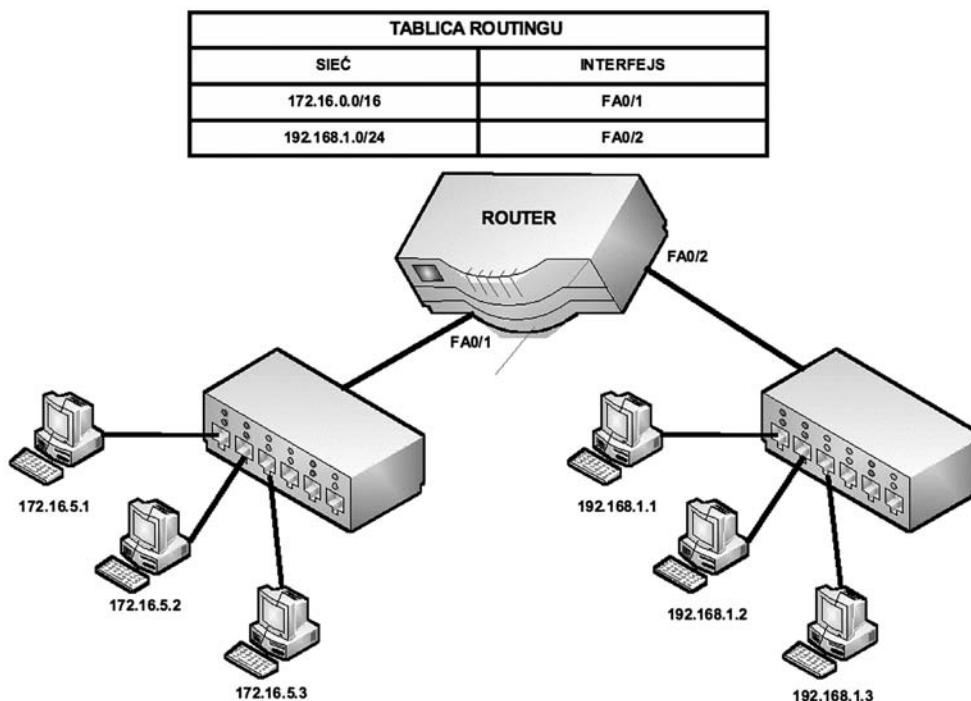 TABLICA ROUTINGU
SIEĆ INTERFEJS
172.16.0.0/16 FA0/1
192.168.1.0/24 FA0/2
ROUTER
FA0/2
FA0/1
172.16.5.1
172.16.5.2
172.16.5.3
192.168.1.1
192.168.1.2
192.168.1.3